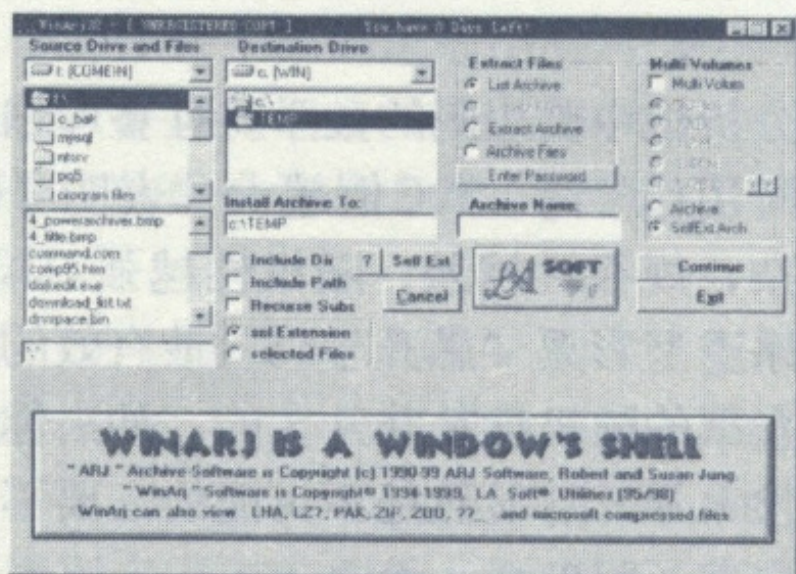 WinArj32 - [ UNREGISTERED COPY ] You have 0 Days Left!
Source Drive and Files
Destination Drive
Extract Files
Multi Volumes
t: [COMEIN]
c: [WIN]
List Archive
Multi Volum
t:\
c_bak
mysql
ntsrv
pq5
program files
c:\
TEMP
Extract Archive
Archive Files
Enter Password
Archive
SelfExt.Arch
Install Archive To:
c:\TEMP
Archive Name:
4_powerarchiver.bmp
4_title.bmp
command.com
comp95.htm
download_list.txt
drvspace.bin
Include Dir
?
Self Ext
Include Path
Recurse Subs
Cancel
LA SOFT
Continue
Exit
sel Extension
selected Files
WINARJ IS A WINDOW'S SHELL
" ARJ " Archive-Software is Copyright (c) 1990-99 ARJ Software, Robert and Susan Jung.
" WinArj " Software is Copyright® 1994-1999, LA Soft® Utilities (95/98)
WinArj can also view LHA, LZ?, PAK, ZIP, ZOO, ??_ and microsoft compressed files